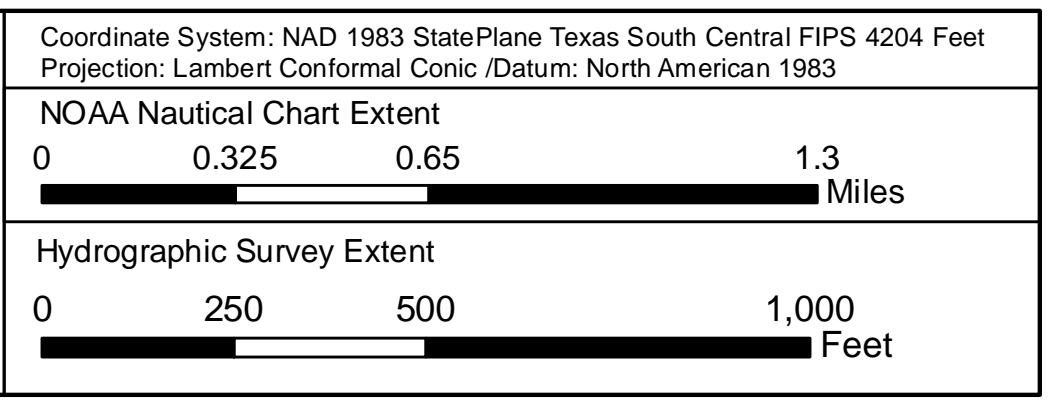 Coordinate System: NAD 1983 StatePlane Texas South Central FIPS 4204 Feet
Projection: Lambert Conformal Conic /Datum: North American 1983
NOAA Nautical Chart Extent
0 0.325 0.65 1.3
Miles
Hydrographic Survey Extent
0 250 500 1,000
Feet